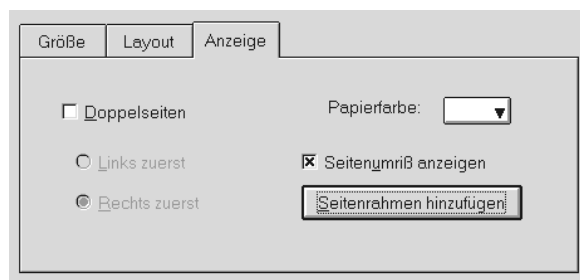 Größe Layout Anzeige
Doppelseiten Papierfarbe:
Links zuerst Seitenumriß anzeigen
Rechts zuerst Seitenrahmen hinzufügen